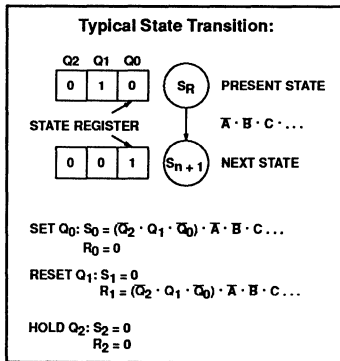 Typical State Transition:
Q2 Q1 Q0
0 1 0
S_R
PRESENT STATE
STATE REGISTER
A̅ · B̅ · C · ...
0 0 1
S_{n + 1}
NEXT STATE
SET Q₀: S₀ = (Q̅₂ · Q₁ · Q̅₀) · A̅ · B̅ · C ...
R₀ = 0
RESET Q₁: S₁ = 0
R₁ = (Q̅₂ · Q₁ · Q̅₀) · A̅ · B̅ · C ...
HOLD Q₂: S₂ = 0
R₂ = 0